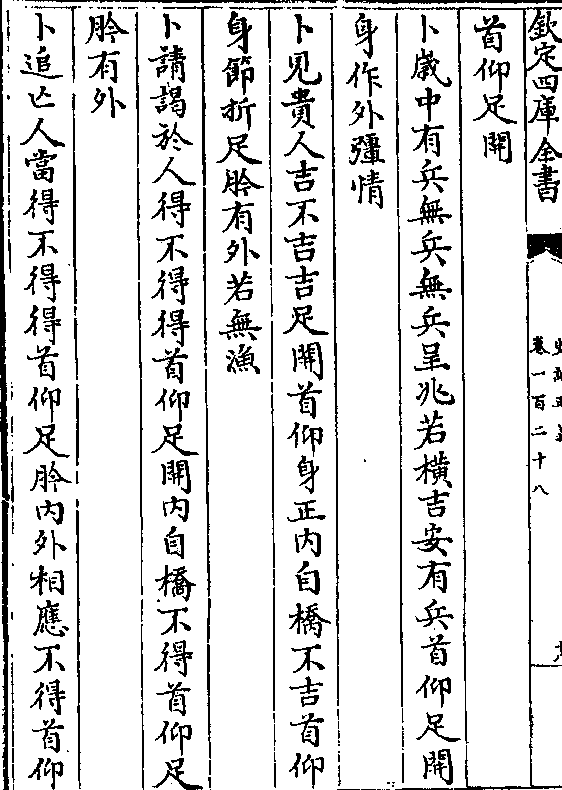 欽定四庫全書
卷一百二十八
首仰足開
卜歲中有兵無兵無兵呈兆若橫吉安有兵首仰足開
身作外彊情
卜見貴人吉不吉吉足開首仰身正内自橋不吉首仰
身節折足肣有外若無漁
卜請謁於人得不得得首仰足開内自橋不得首仰足
肣有外
卜追亡人當得不得得首仰足肣内外相應不得首仰